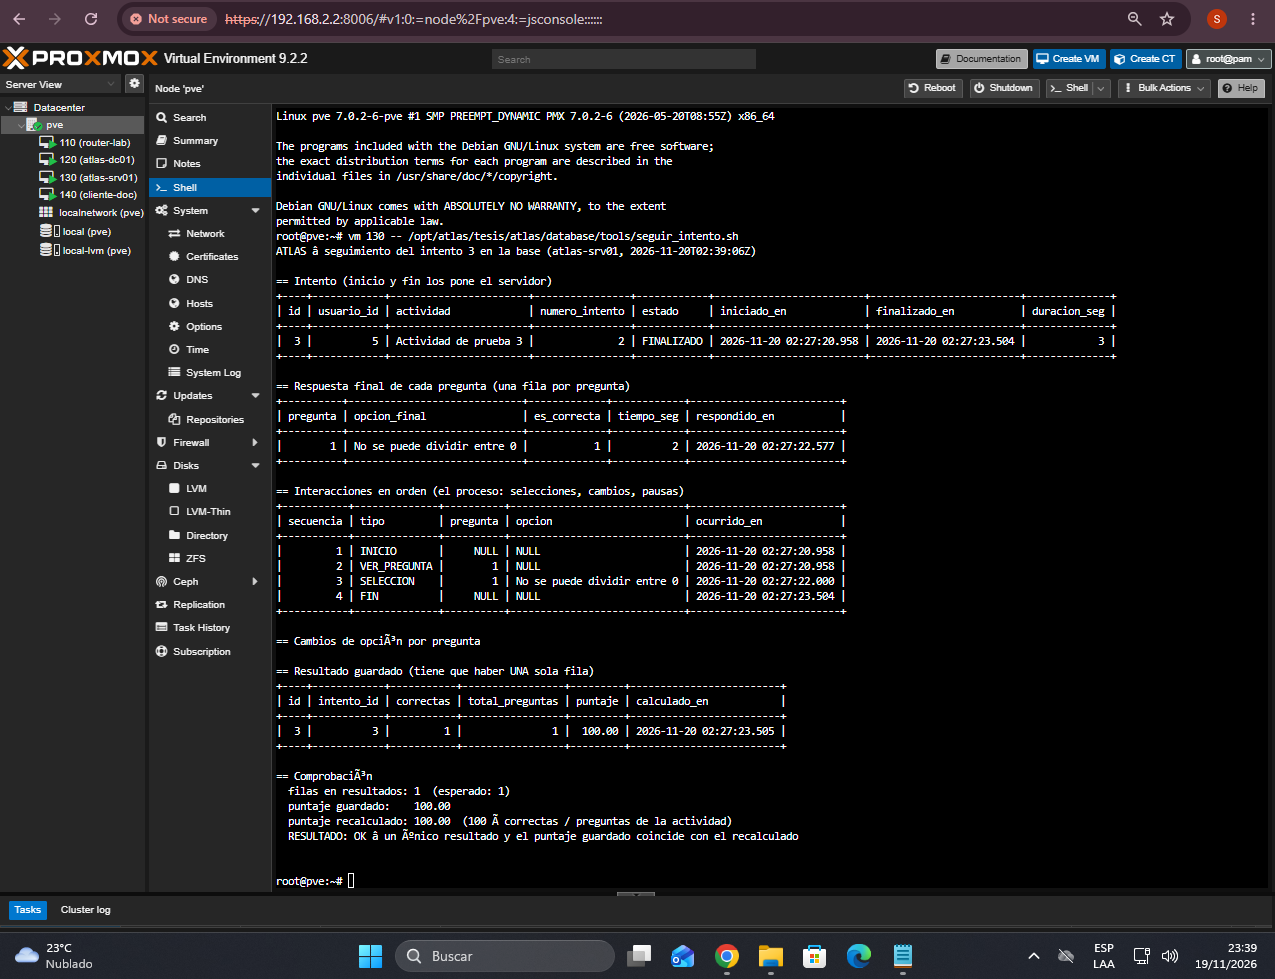 Not secure
https://192.168.2.2:8006/#v1:0:=node%2Fpve:4:=jsconsole::::::
S
PROXMOX Virtual Environment 9.2.2
Search
Documentation
Create VM
Create CT
root@pam
Server View
Node 'pve'
Reboot
Shutdown
Shell
Bulk Actions
Help
Datacenter
pve
110 (router-lab)
120 (atlas-dc01)
130 (atlas-srv01)
140 (cliente-doc)
localnetwork (pve)
local (pve)
local-lvm (pve)
Search
Summary
Notes
Shell
System
Network
Certificates
DNS
Hosts
Options
Time
System Log
Updates
Repositories
Firewall
Disks
LVM
LVM-Thin
Directory
ZFS
Ceph
Replication
Task History
Subscription
Linux pve 7.0.2-6-pve #1 SMP PREEMPT_DYNAMIC PMX 7.0.2-6 (2026-05-20T08:55Z) x86_64
The programs included with the Debian GNU/Linux system are free software;
the exact distribution terms for each program are described in the
individual files in /usr/share/doc/*/copyright.
Debian GNU/Linux comes with ABSOLUTELY NO WARRANTY, to the extent
permitted by applicable law.
root@pve:~# vm 130 -- /opt/atlas/tesis/atlas/database/tools/seguir_intento.sh
ATLAS â seguimiento del intento 3 en la base (atlas-srv01, 2026-11-20T02:39:06Z)
== Intento (inicio y fin los pone el servidor)
| id | usuario_id | actividad | numero_intento | estado | iniciado_en | finalizado_en | duracion_seg |
| 3 | 5 | Actividad de prueba 3 | 2 | FINALIZADO | 2026-11-20 02:27:20.958 | 2026-11-20 02:27:23.504 | 3 |
== Respuesta final de cada pregunta (una fila por pregunta)
| pregunta | opcion_final | es_correcta | tiempo_seg | respondido_en |
| 1 | No se puede dividir entre 0 | 1 | 2 | 2026-11-20 02:27:22.577 |
== Interacciones en orden (el proceso: selecciones, cambios, pausas)
| secuencia | tipo | pregunta | opcion | ocurrido_en |
| 1 | INICIO | NULL | NULL | 2026-11-20 02:27:20.958 |
| 2 | VER_PREGUNTA | 1 | NULL | 2026-11-20 02:27:20.958 |
| 3 | SELECCION | 1 | No se puede dividir entre 0 | 2026-11-20 02:27:22.000 |
| 4 | FIN | NULL | NULL | 2026-11-20 02:27:23.504 |
== Cambios de opciÃ³n por pregunta
== Resultado guardado (tiene que haber UNA sola fila)
| id | intento_id | correctas | total_preguntas | puntaje | calculado_en |
| 3 | 3 | 1 | 1 | 100.00 | 2026-11-20 02:27:23.505 |
== ComprobaciÃ³n
filas en resultados: 1 (esperado: 1)
puntaje guardado: 100.00
puntaje recalculado: 100.00 (100 Ã correctas / preguntas de la actividad)
RESULTADO: OK â un Ãºnico resultado y el puntaje guardado coincide con el recalculado
root@pve:~#
Tasks
Cluster log
23°C
Nublado
Buscar
ESP
LAA
23:39
19/11/2026